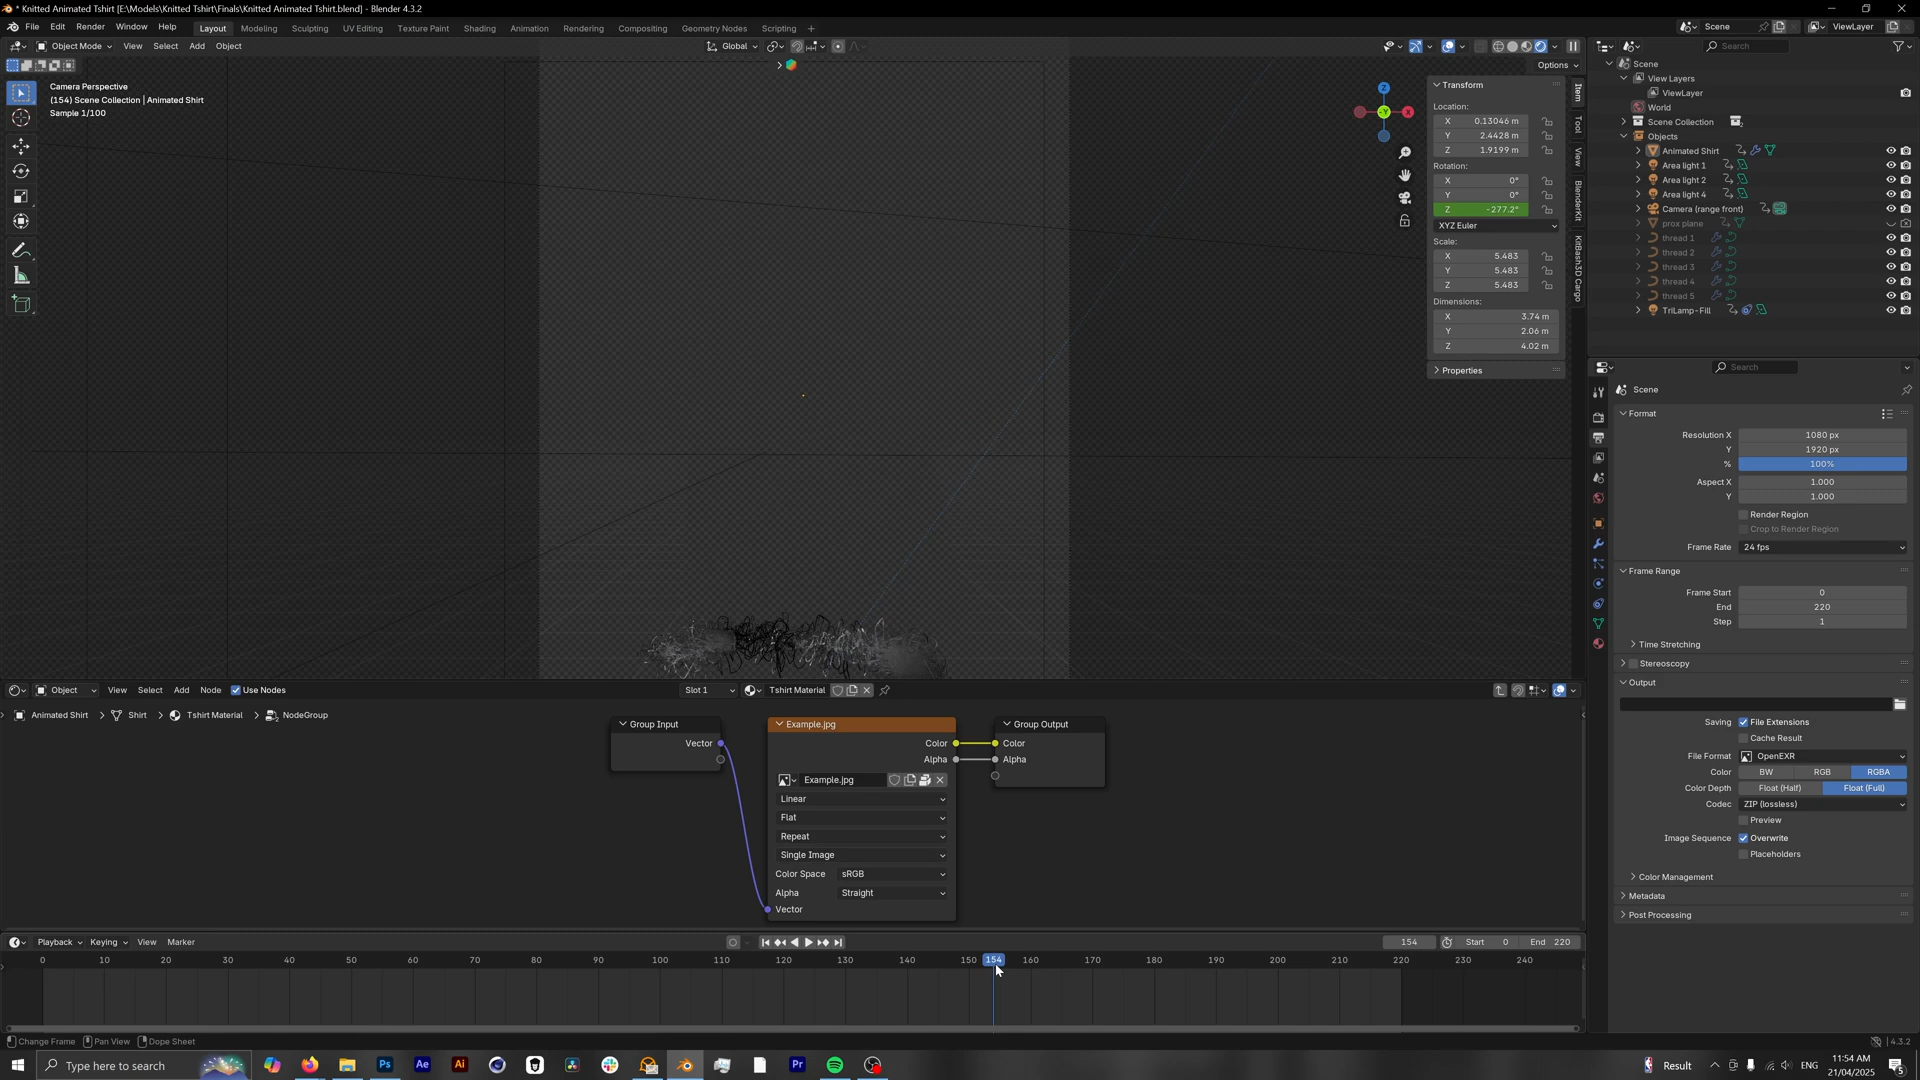 * Knitted Animated Tshirt [E:\Models\Knitted Tshirt\Finals\Knitted Animated Tshirt.blend] - Blender 4.3.2
File Edit Render Window Help Layout Modeling Sculpting UV Editing Texture Paint Shading Animation Rendering Compositing Geometry Nodes Scripting + Scene ViewLayer
Object Mode View Select Add Object Global Search
Options
Camera Perspective
(154) Scene Collection | Animated Shirt
Sample 1/100
Z
X
Y
Transform
Location:
X 0.13046 m
Y 2.4428 m
Z 1.9199 m
Rotation:
X 0°
Y 0°
Z -277.2°
XYZ Euler
Scale:
X 5.483
Y 5.483
Z 5.483
Dimensions:
X 3.74 m
Y 2.06 m
Z 4.02 m
Properties
Item
Tool
View
BlenderKit
KitBash3D Cargo
Scene
View Layers
ViewLayer
World
Scene Collection
Objects
Animated Shirt
Area light 1
Area light 2
Area light 4
Camera (range front)
prox plane
thread 1
thread 2
thread 3
thread 4
thread 5
TriLamp-Fill
Search
Scene
Format
Resolution X 1080 px
Y 1920 px
% 100%
Aspect X 1.000
Y 1.000
Render Region
Crop to Render Region
Frame Rate 24 fps
Frame Range
Frame Start 0
End 220
Step 1
Time Stretching
Stereoscopy
Output
Saving File Extensions
Cache Result
File Format OpenEXR
Color BW RGB RGBA
Color Depth Float (Half) Float (Full)
Codec ZIP (lossless)
Preview
Image Sequence Overwrite
Placeholders
Color Management
Metadata
Post Processing
Object View Select Add Node Use Nodes Slot 1 Tshirt Material
Animated Shirt > Shirt > Tshirt Material > NodeGroup
Group Input
Vector
Example.jpg
Color
Alpha
Example.jpg
Linear
Flat
Repeat
Single Image
Color Space sRGB
Alpha Straight
Vector
Group Output
Color
Alpha
Playback Keying View Marker 154 Start 0 End 220
0 10 20 30 40 50 60 70 80 90 100 110 120 130 140 150 154 160 170 180 190 200 210 220 230 240
Change Frame Pan View Dope Sheet 4.3.2
Type here to search Ps Ae Ai Pr Result ENG
11:54 AM
21/04/2025
5